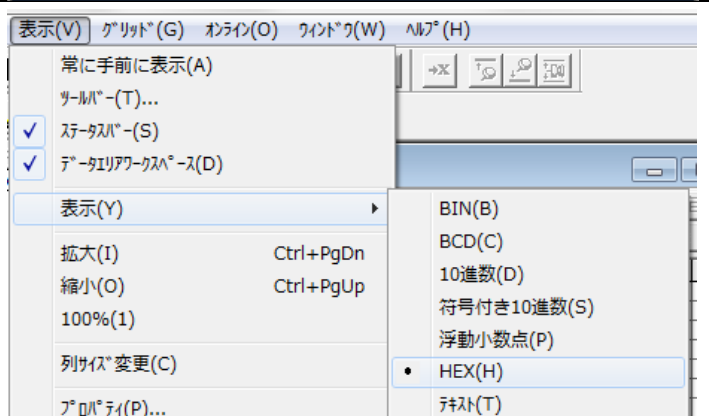 表示(V) ｸﾞﾘｯﾄﾞ(G) ｵﾝﾗｲﾝ(O) ｳｨﾝﾄﾞｳ(W) ﾍﾙﾌﾟ(H)
常に手前に表示(A)
ﾂｰﾙﾊﾞｰ(T)...
ｽﾃｰﾀｽﾊﾞｰ(S)
ﾃﾞｰﾀｴﾘｱﾜｰｸｽﾍﾟｰｽ(D)
表示(Y)
拡大(I) Ctrl+PgDn
縮小(O) Ctrl+PgUp
100%(1)
列ｻｲｽﾞ変更(C)
ﾌﾟﾛﾊﾟﾃｨ(P)...
BIN(B)
BCD(C)
10進数(D)
符号付き10進数(S)
浮動小数点(P)
HEX(H)
ﾃｷｽﾄ(T)